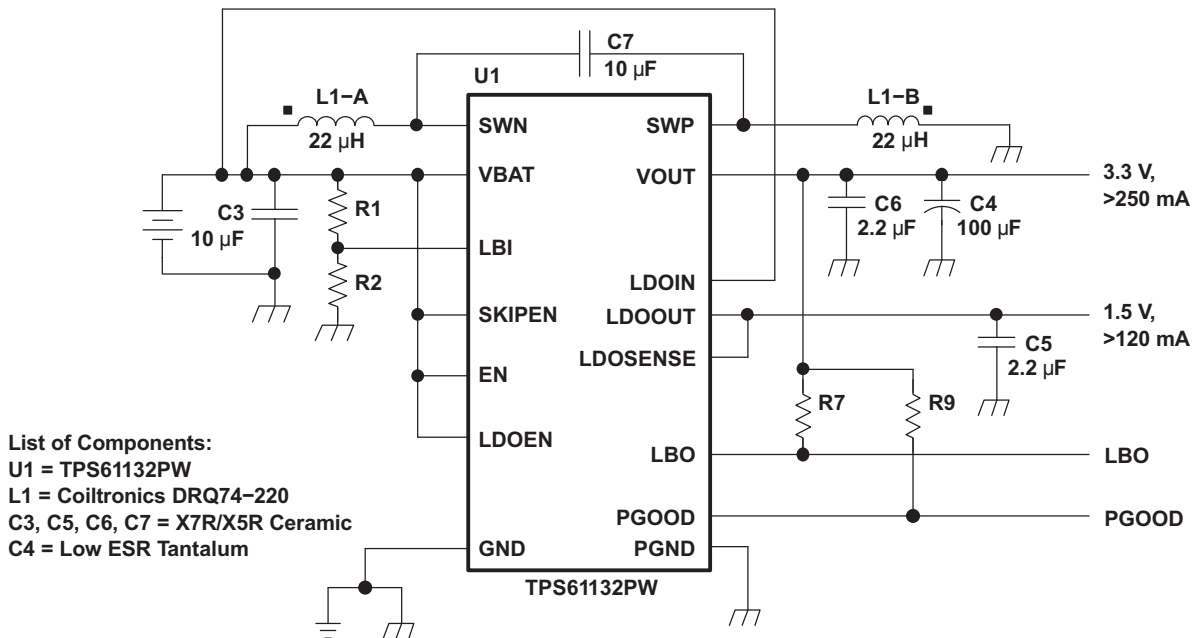 C7
10 µF
U1
L1–A
22 µH
SWN
SWP
L1–B
22 µH
VBAT
VOUT
3.3 V,
>250 mA
C3
10 µF
R1
C6
2.2 µF
C4
100 µF
LBI
R2
LDOIN
SKIPEN
LDOOUT
1.5 V,
>120 mA
LDOSENSE
C5
2.2 µF
EN
R7
R9
LDOEN
LBO
LBO
List of Components:
U1 = TPS61132PW
L1 = Coiltronics DRQ74–220
C3, C5, C6, C7 = X7R/X5R Ceramic
C4 = Low ESR Tantalum
PGOOD
PGOOD
GND
PGND
TPS61132PW